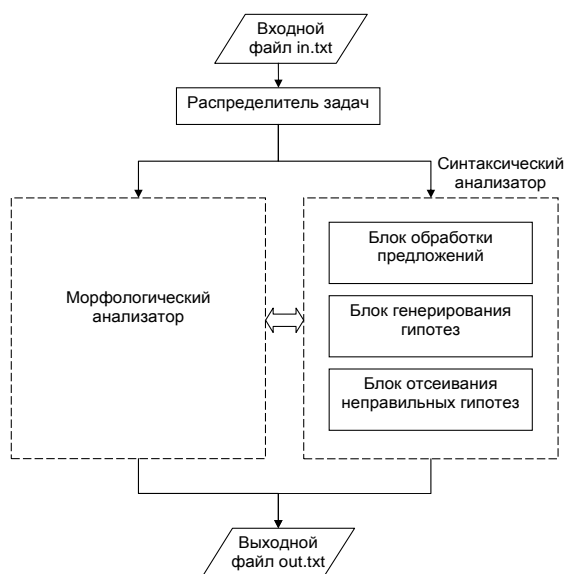 Входной
файл in.txt
Распределитель задач
Синтаксический
анализатор
Морфологический
анализатор
Блок обработки
предложений
Блок генерирования
гипотез
Блок отсеивания
неправильных гипотез
Выходной
файл out.txt